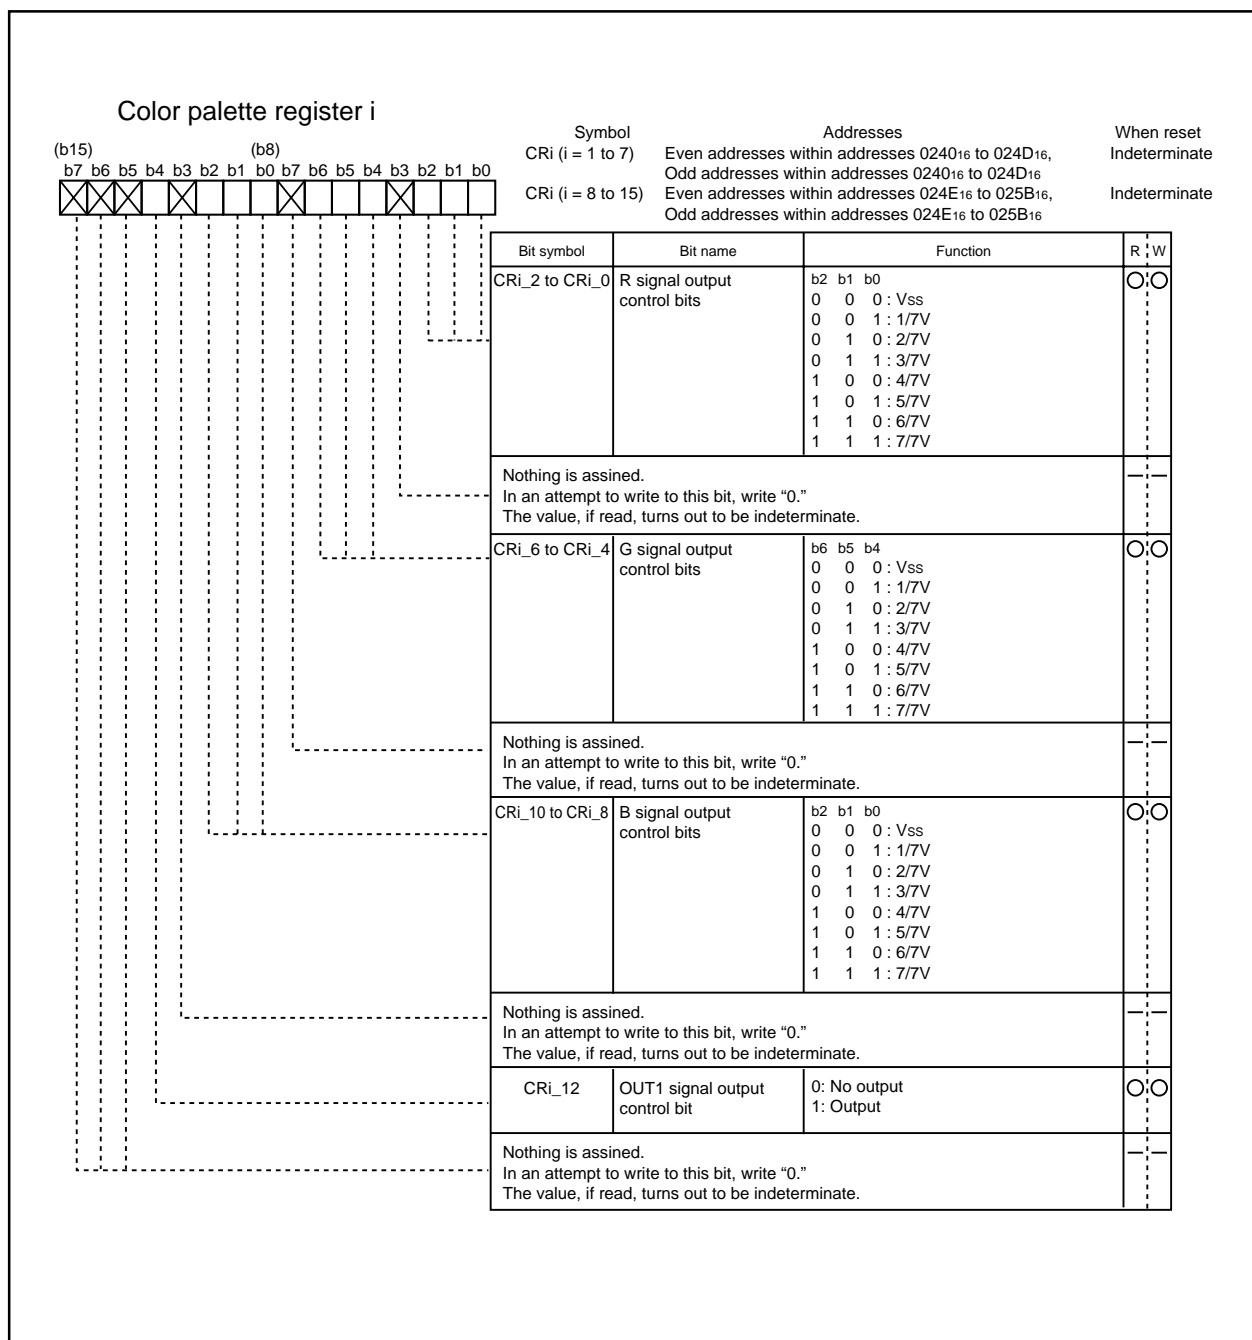 Color palette register i
Symbol Addresses When reset
CRi (i = 1 to 7) Even addresses within addresses 024016 to 024D16, Indeterminate
Odd addresses within addresses 024016 to 024D16
CRi (i = 8 to 15) Even addresses within addresses 024E16 to 025B16, Indeterminate
Odd addresses within addresses 024E16 to 025B16
(b15) (b8)
b7 b6 b5 b4 b3 b2 b1 b0 b7 b6 b5 b4 b3 b2 b1 b0
Bit symbol Bit name Function R W
CRi_2 to CRi_0 R signal output b2 b1 b0
control bits 0 0 0 : VSS
0 0 1 : 1/7V
0 1 0 : 2/7V
0 1 1 : 3/7V
1 0 0 : 4/7V
1 0 1 : 5/7V
1 1 0 : 6/7V
1 1 1 : 7/7V
Nothing is assined.
In an attempt to write to this bit, write “0.”
The value, if read, turns out to be indeterminate.
CRi_6 to CRi_4 G signal output b6 b5 b4
control bits 0 0 0 : VSS
0 0 1 : 1/7V
0 1 0 : 2/7V
0 1 1 : 3/7V
1 0 0 : 4/7V
1 0 1 : 5/7V
1 1 0 : 6/7V
1 1 1 : 7/7V
Nothing is assined.
In an attempt to write to this bit, write “0.”
The value, if read, turns out to be indeterminate.
CRi_10 to CRi_8 B signal output b2 b1 b0
control bits 0 0 0 : VSS
0 0 1 : 1/7V
0 1 0 : 2/7V
0 1 1 : 3/7V
1 0 0 : 4/7V
1 0 1 : 5/7V
1 1 0 : 6/7V
1 1 1 : 7/7V
Nothing is assined.
In an attempt to write to this bit, write “0.”
The value, if read, turns out to be indeterminate.
CRi_12 OUT1 signal output 0: No output
control bit 1: Output
Nothing is assined.
In an attempt to write to this bit, write “0.”
The value, if read, turns out to be indeterminate.